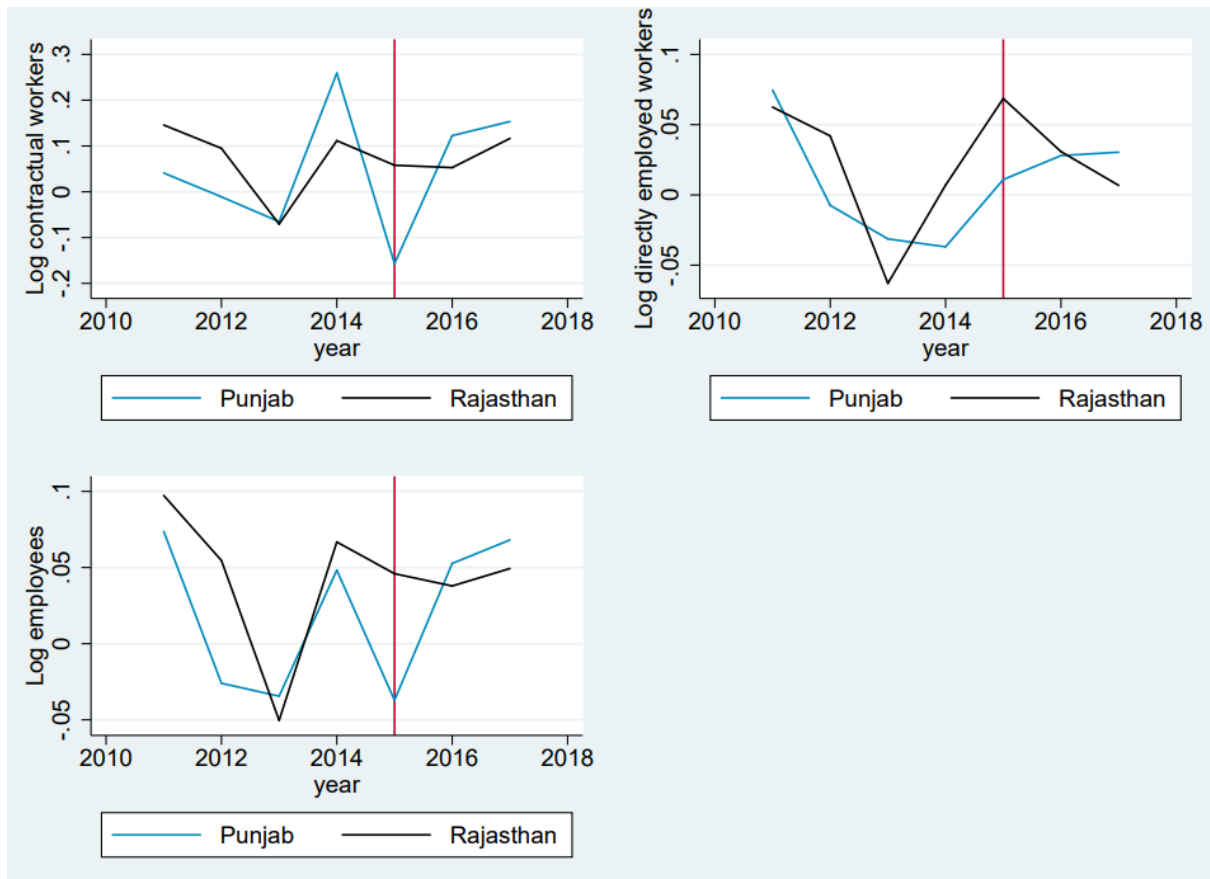 Log contractual workers
.3
.2
.1
0
-.1
-.2
2010 2012 2014 2016 2018
year
Punjab Rajasthan
Log directly employed workers
.1
.05
0
-.05
2010 2012 2014 2016 2018
year
Punjab Rajasthan
Log employees
.1
.05
0
-.05
2010 2012 2014 2016 2018
year
Punjab Rajasthan